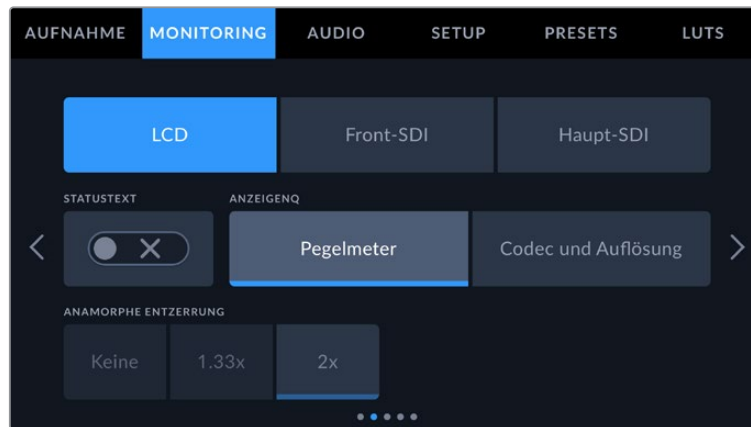 AUFNAHME MONITORING AUDIO SETUP PRESETS LUTS
LCD Front-SDI Haupt-SDI
STATUSTEXT ANZEIGENQ
Pegelmeter Codec und Auflösung
ANAMORPHE ENTZERRUNG
Keine 1.33x 2x